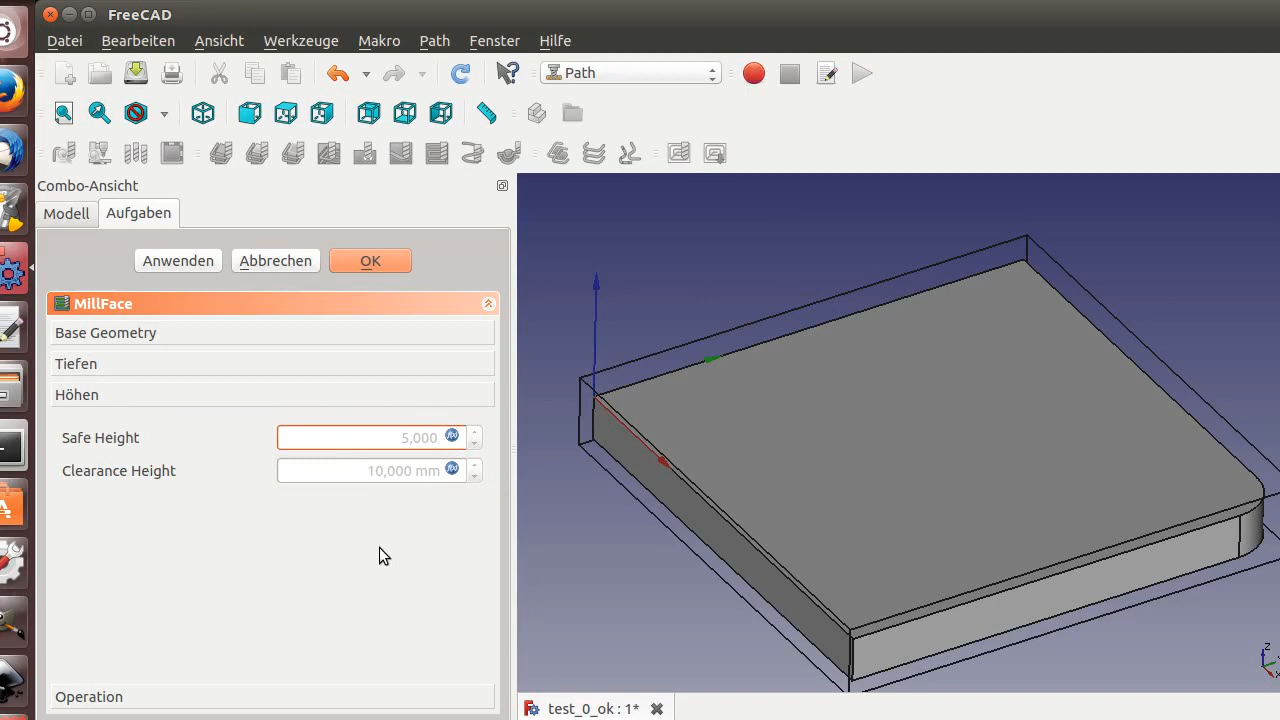 FreeCAD
Datei Bearbeiten Ansicht Werkzeuge Makro Path Fenster Hilfe
Path
Combo-Ansicht
Modell Aufgaben
Anwenden Abbrechen OK
MillFace
Base Geometry
Tiefen
Höhen
Safe Height 5,000
Clearance Height 10,000 mm
Operation
test_0_ok : 1*